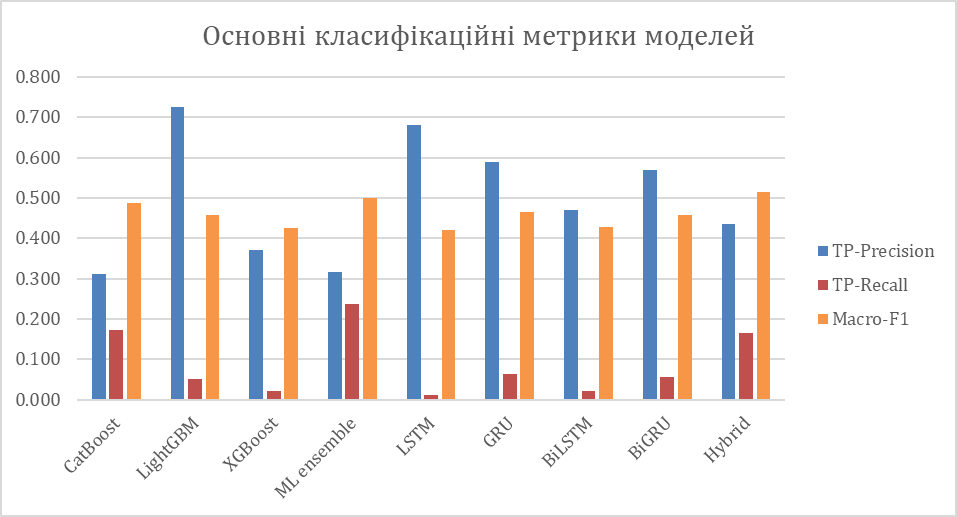 Основні класифікаційні метрики моделей
0.800
0.700
0.600
0.500
0.400
0.300
0.200
0.100
0.000
CatBoost
LightGBM
XGBoost
ML ensemble
LSTM
GRU
BiLSTM
BiGRU
Hybrid
TP-Precision
TP-Recall
Macro-F1